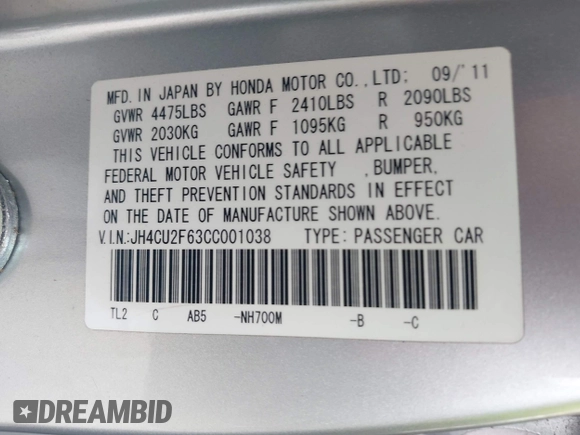 MFD. IN JAPAN BY HONDA MOTOR CO.,LTD: 09/'11
GVWR 4475LBS GAWR F 2410LBS R 2090LBS
GVWR 2030KG GAWR F 1095KG R 950KG
THIS VEHICLE CONFORMS TO ALL APPLICABLE
FEDERAL MOTOR VEHICLE SAFETY ,BUMPER,
AND THEFT PREVENTION STANDARDS IN EFFECT
ON THE DATE OF MANUFACTURE SHOWN ABOVE.
V.I.N:JH4CU2F63CC001038 TYPE: PASSENGER CAR
TL2 C AB5 -NH700M -B -C
DREAMBID